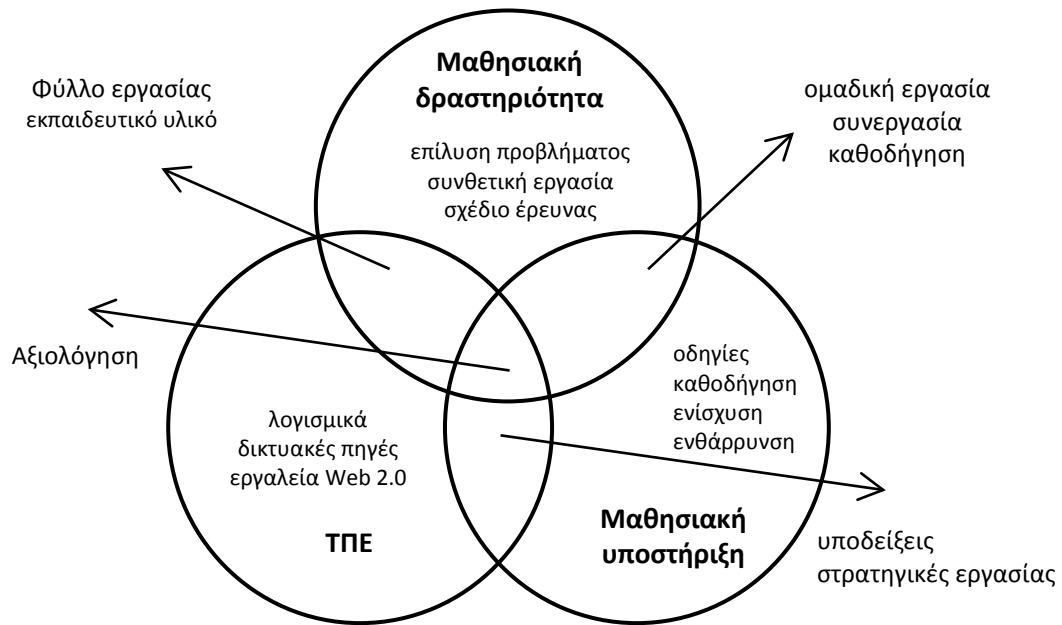 Μαθησιακή
δραστηριότητα
επίλυση προβλήματος
συνθετική εργασία
σχέδιο έρευνας
Φύλλο εργασίας
εκπαιδευτικό υλικό
ομαδική εργασία
συνεργασία
καθοδήγηση
Αξιολόγηση
οδηγίες
καθοδήγηση
ενίσχυση
ενθάρρυνση
λογισμικά
δικτυακές πηγές
εργαλεία Web 2.0
ΤΠΕ
Μαθησιακή
υποστήριξη
υποδείξεις
στρατηγικές εργασίας